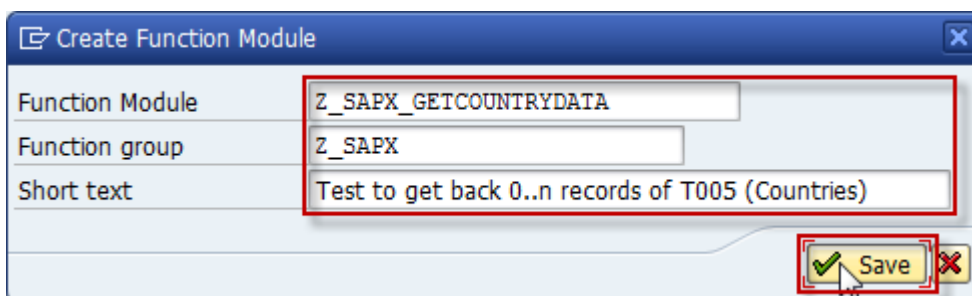 Create Function Module
Function Module Z_SAPX_GETCOUNTRYDATA
Function group Z_SAPX
Short text Test to get back 0..n records of T005 (Countries)
Save